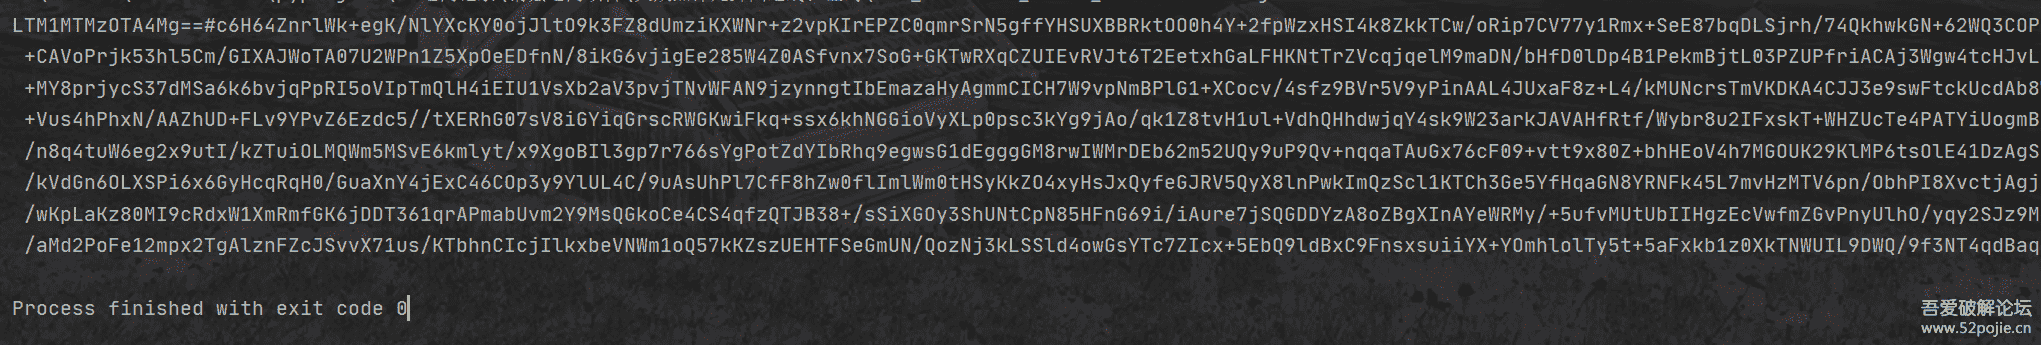 LTM1MTMzOTA4Mg==#c6H64ZnrlWk+egK/NlYXcKY0ojJltO9k3FZ8dUmziKXWNr+z2vpKIrEPZC0qmrSrN5gffYHSUXBBRktOO0h4Y+2fpWzxHSI4k8ZkkTCw/oRip7CV77y1Rmx+SeE87bqDLSjrh/74QkhwkGN+62WQ3COP
+CAVoPrjk53hl5Cm/GIXAJWoTA07U2WPn1Z5XpOeEDfnN/8ikG6vjigEe285W4Z0ASfvnx7SoG+GKTwRXqCZUIEvRVJt6T2EetxhGaLFHKNtTrZVcqjqelM9maDN/bHfD0lDp4B1PekmBjtL03PZUPfriACAj3Wgw4tcHJvL
+MY8prjycS37dMSa6k6bvjqPpRI5oVIpTmQlH4iEIU1VsXb2aV3pvjTNvWFAN9jzynngtIbEmazaHyAgmmCICH7W9vpNmBPlG1+XCocv/4sfz9BVr5V9yPinAAL4JUxaF8z+L4/kMUNcrsTmVKDKA4CJJ3e9swFtckUcdAb8
+Vus4hPhxN/AAZhUD+FLv9YPvZ6Ezdc5//tXERhG07sV8iGYiqGrscRWGKwiFkq+ssx6khNGGioVyXLp0psc3kYg9jAo/qk1Z8tvH1ul+VdhQHhdwjqY4sk9W23arkJAVAHfRtf/Wybr8u2IFxskT+WHZUcTe4PATYiUogmB
/n8q4tuW6eg2x9utI/kZTuiOLMQWm5MSvE6kmlyt/x9XgoBIl3gp7r766sYgPotZdYIbRhq9egwsG1dEgggGM8rwIWMrDEb62m52UQy9uP9Qv+nqqaTAuGx76cF09+vtt9x80Z+bhHEoV4h7MGOUK29KlMP6tsOlE41DzAgS
/kVdGn6OLXSPi6x6GyHcqRqH0/GuaXnY4jExC46COp3y9YlUL4C/9uAsUhPl7CfF8hZw0flImlWm0tHSyKkZO4xyHsJxQyfeGJRV5QyX8lnPwkImQzScl1KTCh3Ge5YfHqaGN8YRNFk45L7mvHzMTV6pn/ObhPI8XvctjAgj
/wKpLaKz80MI9cRdxW1XmRmfGK6jDDT361qrAPmabUvm2Y9MsQGkoCe4CS4qfzQTJB38+/sSiXGOy3ShUNtCpN85HFnG69i/iAure7jSQGDDYzA8oZBgXInAYeWRMy/+5ufvMUtUbIIHgzEcVwfmZGvPnyUlhO/yqy2SJz9M
/aMd2PoFe12mpx2TgAlznFZcJSvvX71us/KTbhnCIcjIlkxbeVNWm1oQ57kKZszUEHTFSeGmUN/QozNj3kLSSld4owGsYTc7ZIcx+5EbQ9ldBxC9FnsxsuiiYX+YOmhlolTy5t+5aFxkb1z0XkTNWUIL9DWQ/9f3NT4qdBaq
Process finished with exit code 0
吾爱破解论坛
www.52pojie.cn